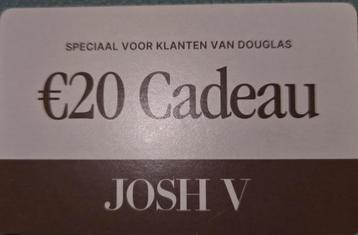 SPECIAAL VOOR KLANTEN VAN DOUGLAS
€20 Cadeau
JOSH V